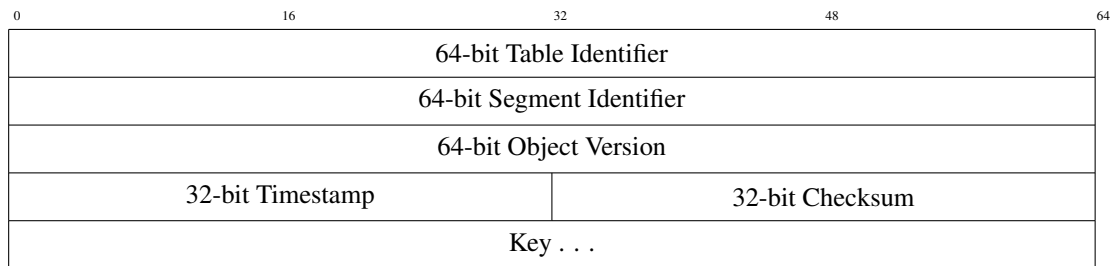 0 16 32 48 64
64-bit Table Identifier
64-bit Segment Identifier
64-bit Object Version
32-bit Timestamp 32-bit Checksum
Key . . .